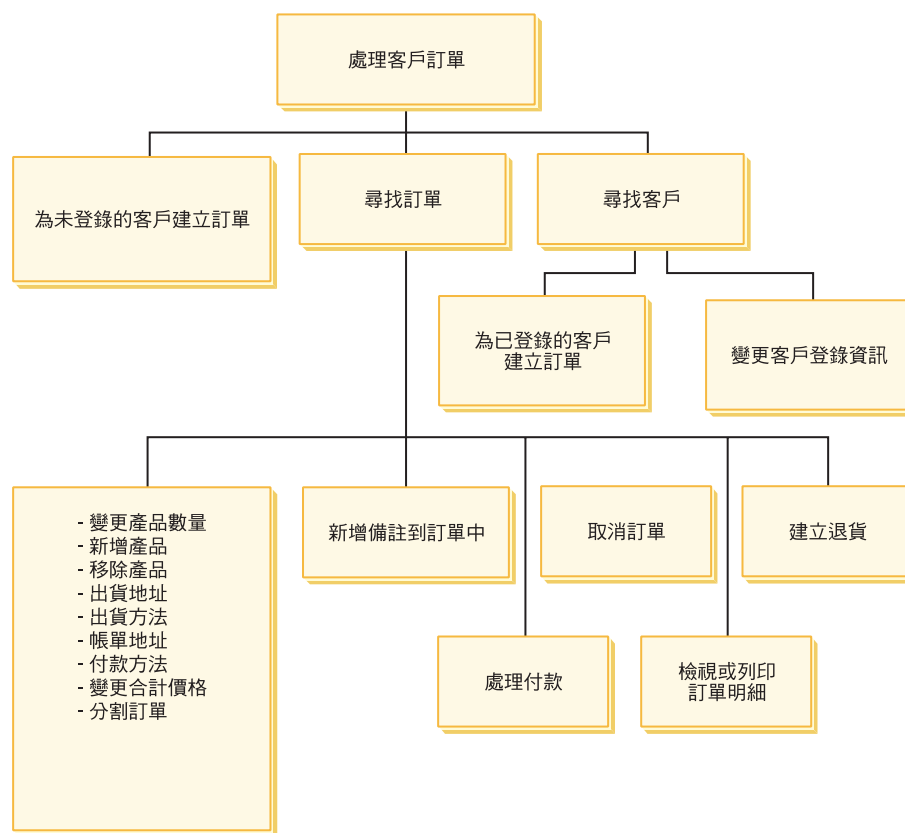 處理客戶訂單
為未登錄的客戶建立訂單
尋找訂單
尋找客戶
為已登錄的客戶
建立訂單
變更客戶登錄資訊
- 變更產品數量
- 新增產品
- 移除產品
- 出貨地址
- 出貨方法
- 帳單地址
- 付款方法
- 變更合計價格
- 分割訂單
新增備註到訂單中
取消訂單
建立退貨
處理付款
檢視或列印
訂單明細